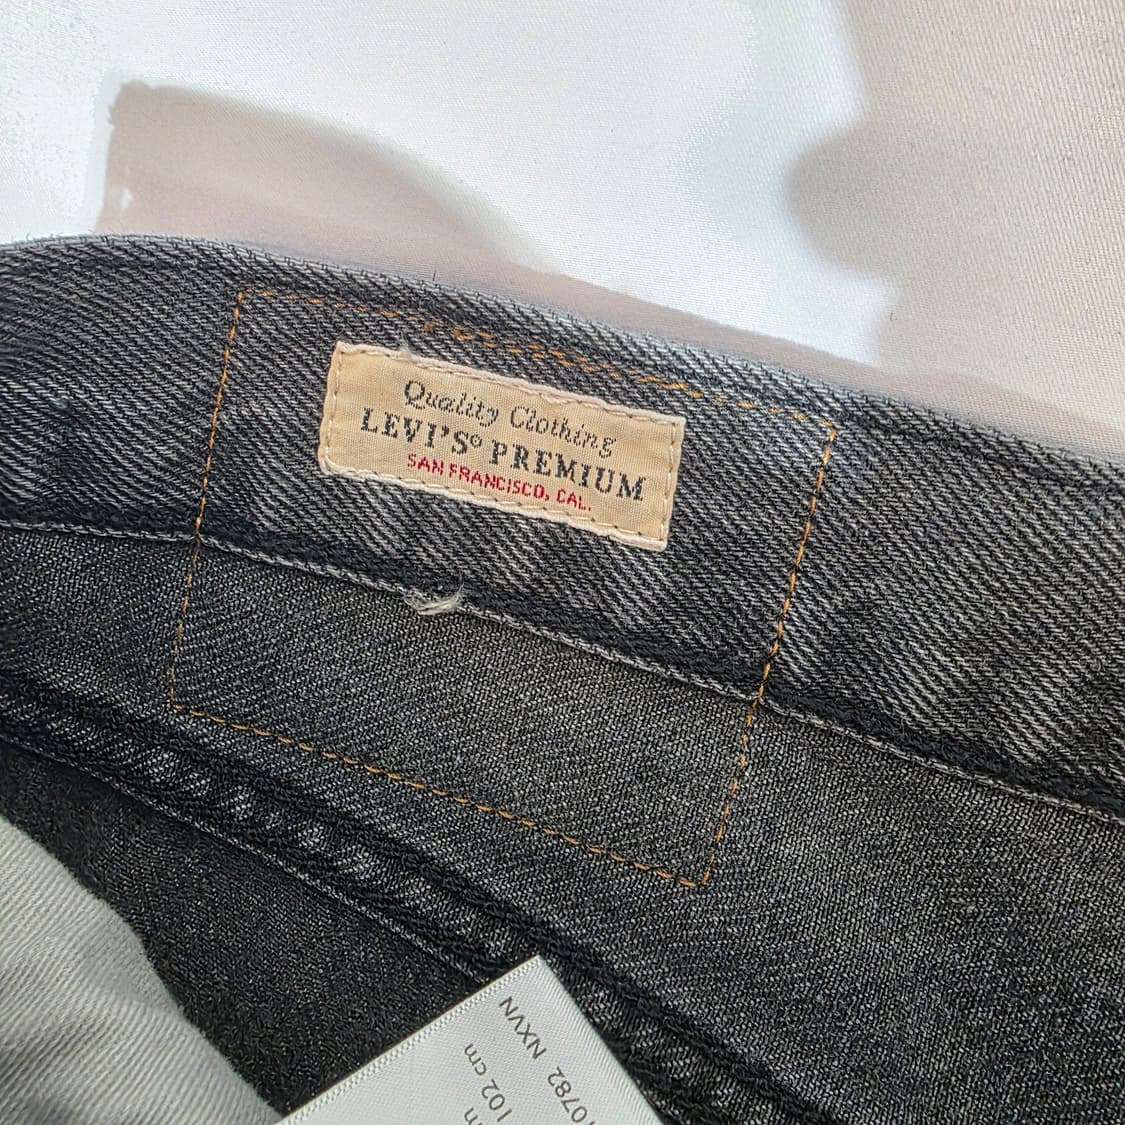 Quality Clothing
LEVI'S® PREMIUM
SAN FRANCISCO, CAL.
0782 NXVN
102 cm